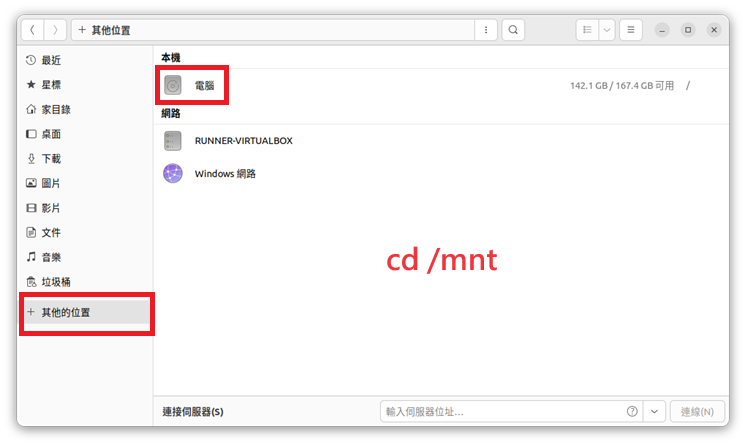 + 其他位置
最近
星標
家目錄
桌面
下載
圖片
影片
文件
音樂
垃圾桶
+ 其他的位置
本機
電腦 142.1 GB / 167.4 GB 可用 /
網路
RUNNER-VIRTUALBOX
Windows 網路
cd /mnt
連接伺服器(S) 輸入伺服器位址... 連線(N)